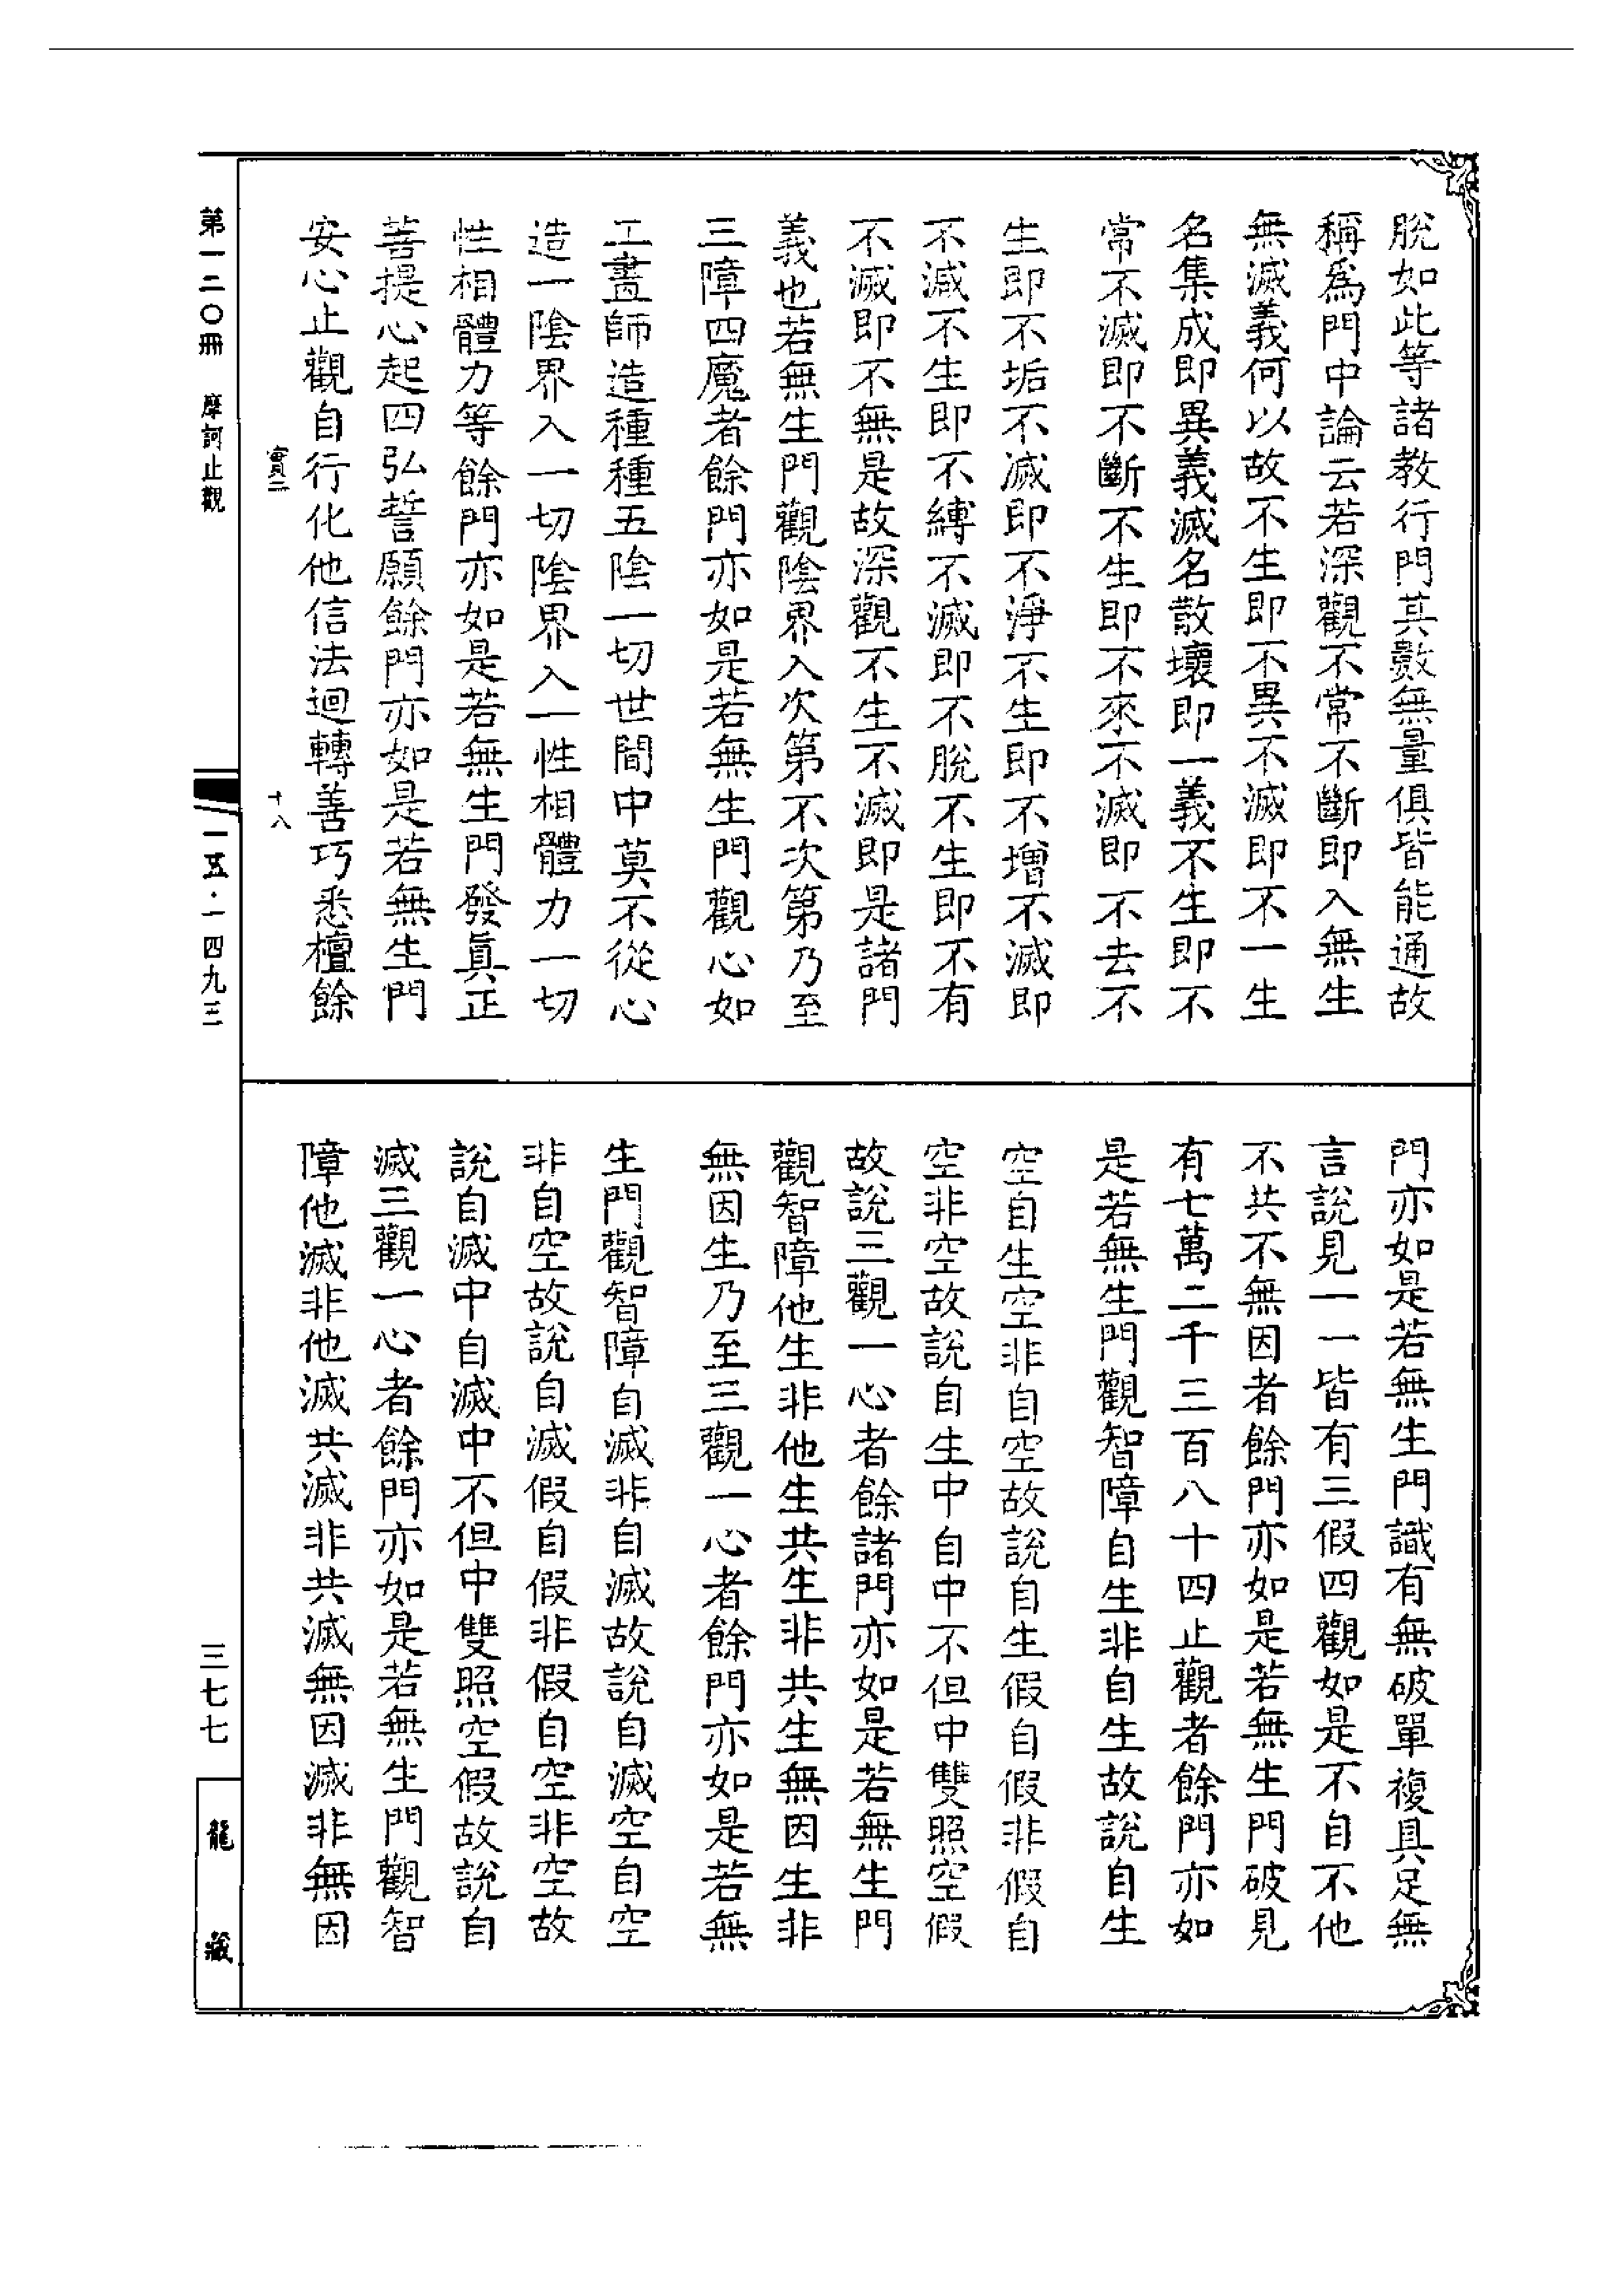 脫如此等諸教行門其數無量俱皆能通故
稱為門中論云若深觀不常不斷即入無生
無滅義何以故不生即不異不滅即不一生
名集成即異義滅名散壞即一義不生即不
常不滅即不斷不生即不來不滅即不去不
生即不垢不滅即不淨不生即不增不滅即
不減不生即不縛不滅即不脫不生即不有
不滅即不無是故深觀不生不滅即是諸門
義也若無生門觀陰界入次第不次第乃至
三障四魔者餘門亦如是若無生門觀心如
工畫師造種種五陰一切世間中莫不從心
造一陰界入一切陰界入一性相體力一切
性相體力等餘門亦如是若無生門發真正
菩提心起四弘誓願餘門亦如是若無生門
安心止觀自行化他信法迴轉善巧悉檀餘
門亦如是若無生門識有無破單複具足無
言說見一一皆有三假四觀如是不自不他
不共不無因者餘門亦如是若無生門破見
有七萬二千三百八十四止觀者餘門亦如
是若無生門觀智障自生非自生故說自生
空自生空非自空故說自生假自假非假自
空非空故說自生中自中不但中雙照空假
故說三觀一心者餘諸門亦如是若無生門
觀智障他生非他生共生非共生無因生非
無因生乃至三觀一心者餘門亦如是若無
生門觀智障自滅非自滅故說自滅空自空
非自空故說自滅假自假非假自空非空故
說自滅中自滅中不但中雙照空假故說自
滅三觀一心者餘門亦如是若無生門觀智
障他滅非他滅共滅非共滅無因滅非無因
實二 十八
第一二〇冊 摩訶止觀
一五·一四九三
三七七
龍藏